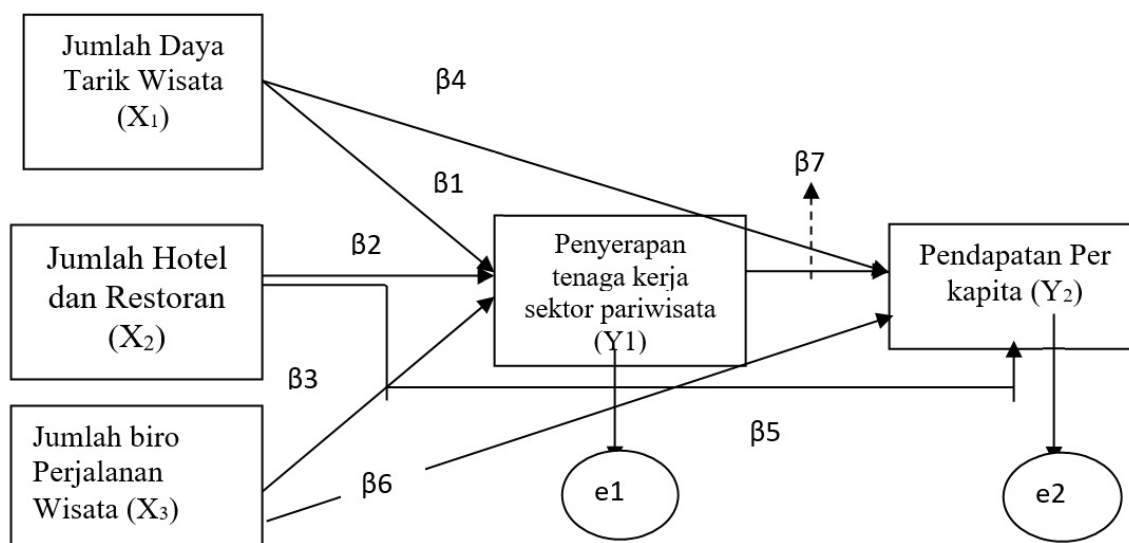 Jumlah Daya
Tarik Wisata
(X₁)
β4
β1
β7
Jumlah Hotel
dan Restoran
(X₂)
β2
Penyerapan
tenaga kerja
sektor pariwisata
(Y1)
Pendapatan Per
kapita (Y₂)
β3
β5
Jumlah biro
Perjalanan
Wisata (X₃)
β6
e1
e2